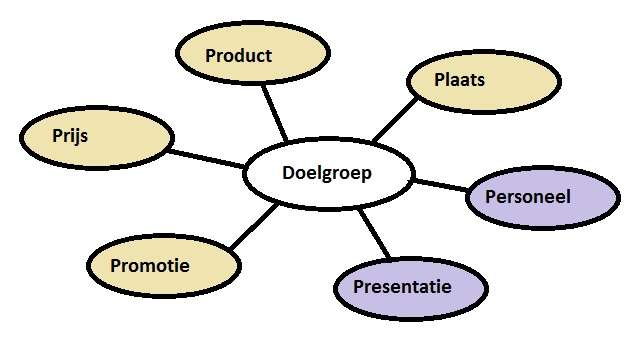 Product
Plaats
Prijs
Doelgroep
Personeel
Promotie
Presentatie